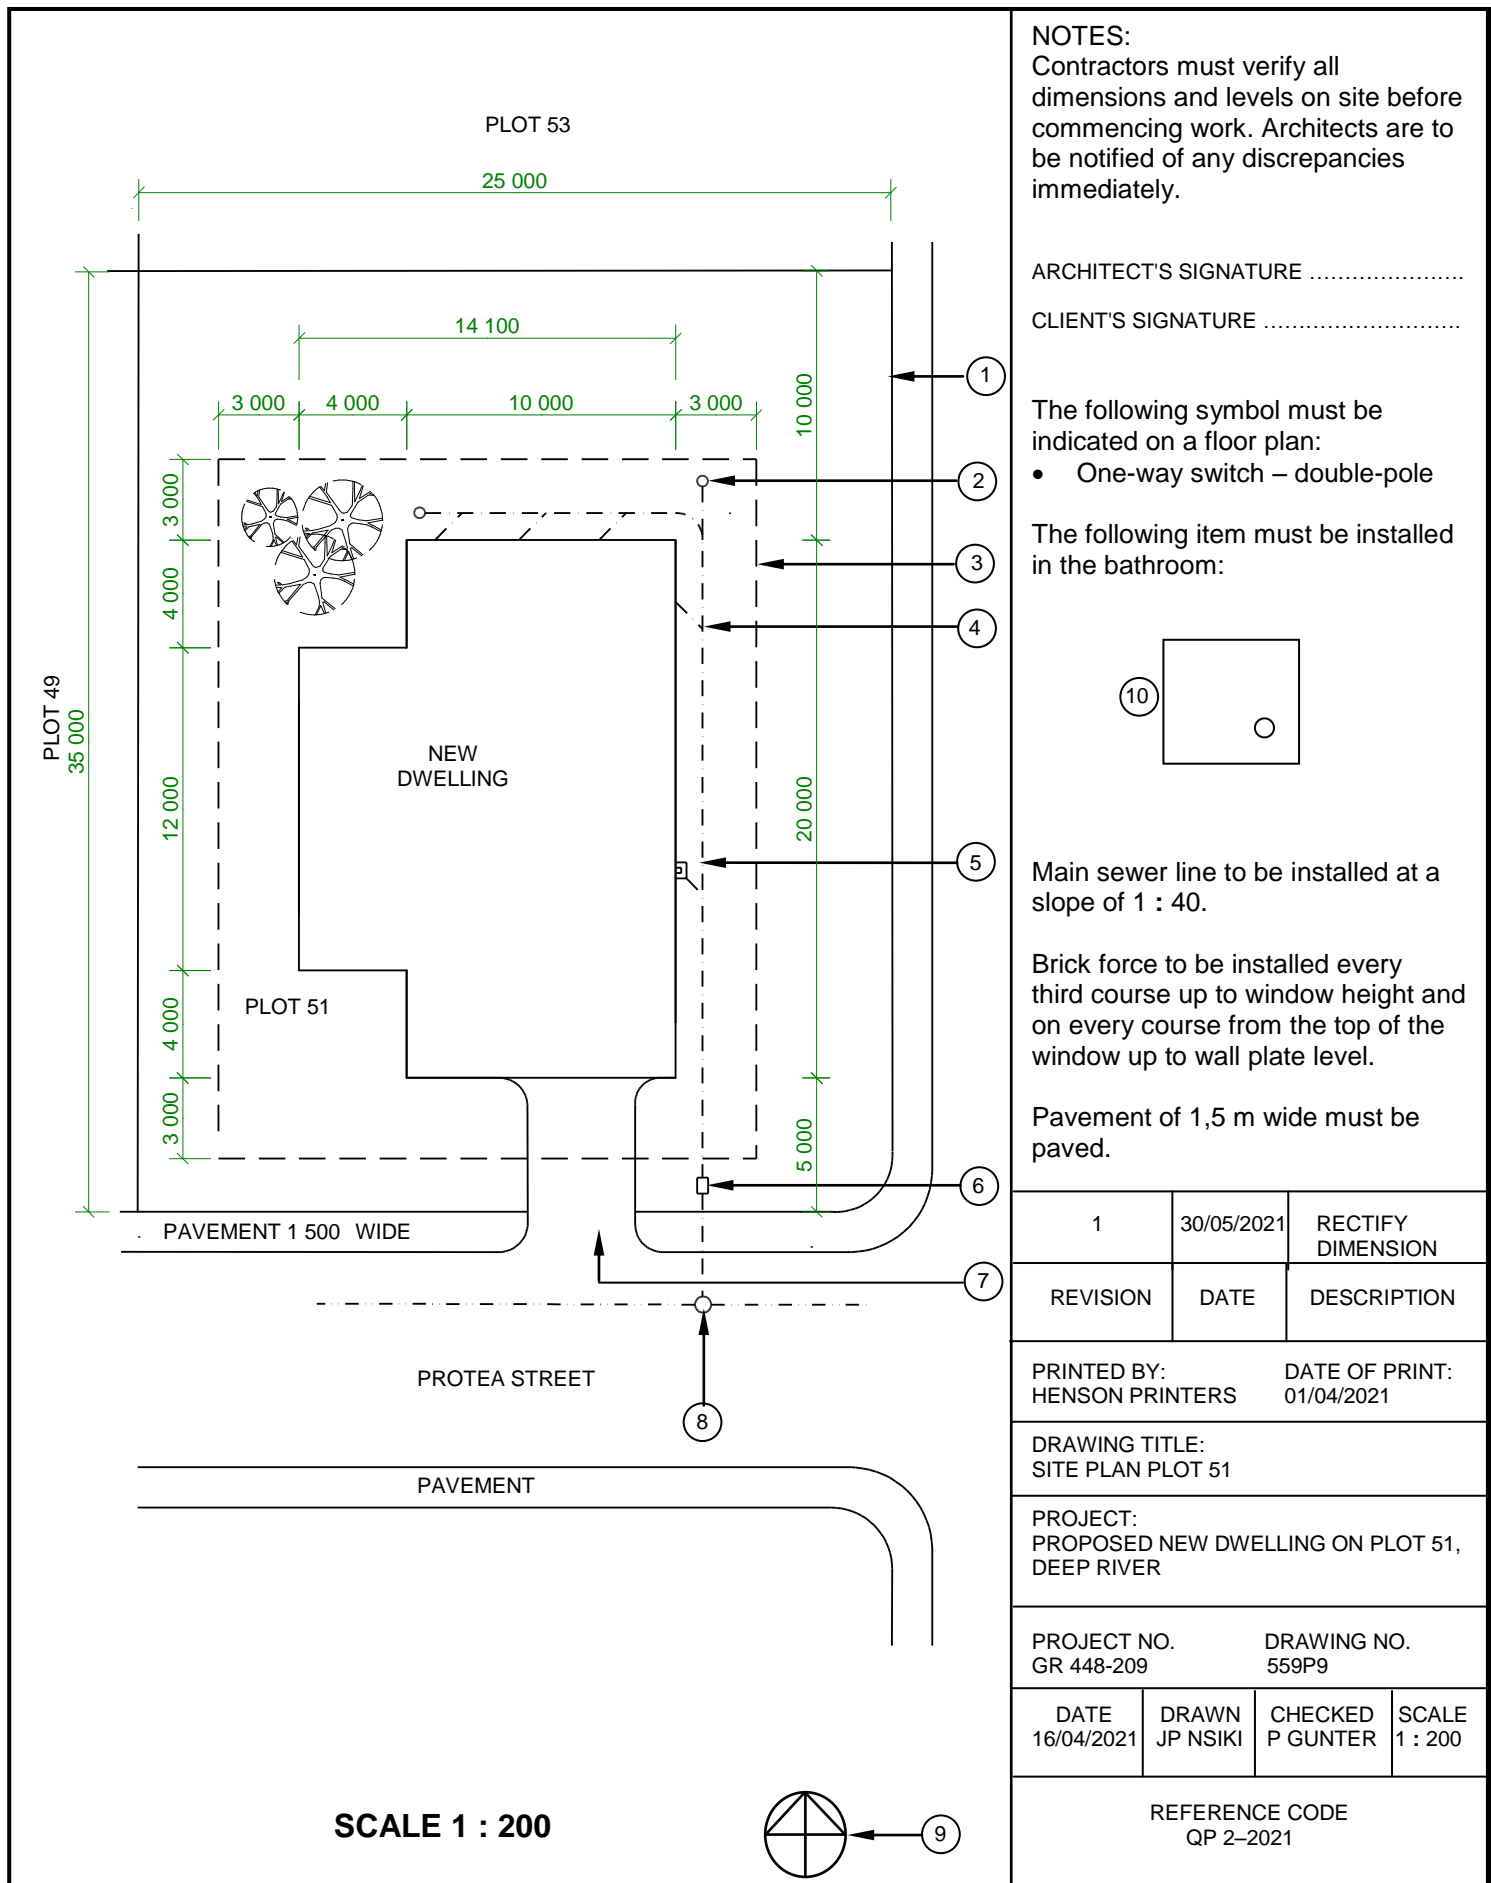 PLOT 53
25 000
14 100
3 000
4 000
10 000
3 000
10 000
1
2
3 000
3
4 000
4
PLOT 49
35 000
NEW
DWELLING
12 000
20 000
5
PLOT 51
4 000
3 000
5 000
6
PAVEMENT 1 500 WIDE
7
PROTEA STREET
8
PAVEMENT
SCALE 1 : 200
9
NOTES:
Contractors must verify all
dimensions and levels on site before
commencing work. Architects are to
be notified of any discrepancies
immediately.
ARCHITECT'S SIGNATURE ......................
CLIENT'S SIGNATURE ............................
The following symbol must be
indicated on a floor plan:
• One-way switch – double-pole
The following item must be installed
in the bathroom:
10
Main sewer line to be installed at a
slope of 1 : 40.
Brick force to be installed every
third course up to window height and
on every course from the top of the
window up to wall plate level.
Pavement of 1,5 m wide must be
paved.
1 30/05/2021 RECTIFY
DIMENSION
REVISION DATE DESCRIPTION
PRINTED BY: DATE OF PRINT:
HENSON PRINTERS 01/04/2021
DRAWING TITLE:
SITE PLAN PLOT 51
PROJECT:
PROPOSED NEW DWELLING ON PLOT 51,
DEEP RIVER
PROJECT NO. DRAWING NO.
GR 448-209 559P9
DATE DRAWN CHECKED SCALE
16/04/2021 JP NSIKI P GUNTER 1 : 200
REFERENCE CODE
QP 2–2021